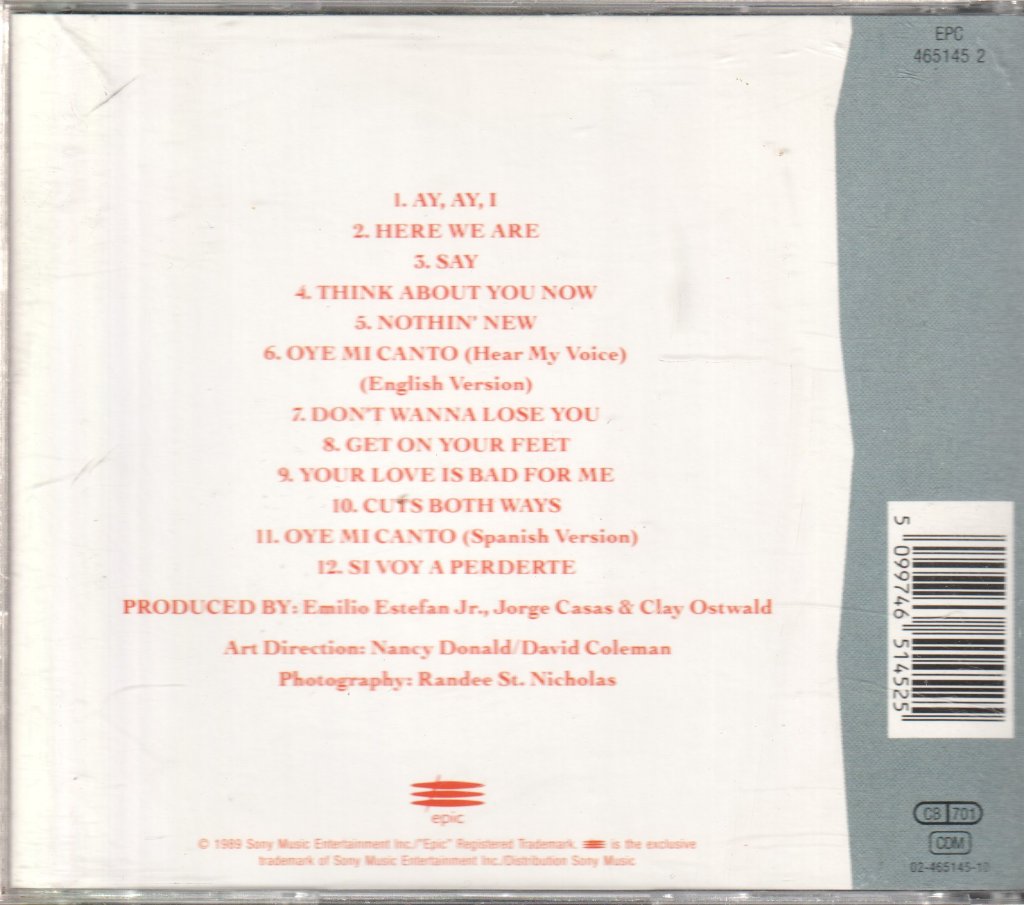 EPC
465145 2
1. AY, AY, I
2. HERE WE ARE
3. SAY
4. THINK ABOUT YOU NOW
5. NOTHIN' NEW
6. OYE MI CANTO (Hear My Voice)
(English Version)
7. DON'T WANNA LOSE YOU
8. GET ON YOUR FEET
9. YOUR LOVE IS BAD FOR ME
10. CUTS BOTH WAYS
11. OYE MI CANTO (Spanish Version)
12. SI VOY A PERDERTE
PRODUCED BY: Emilio Estefan Jr., Jorge Casas & Clay Ostwald
Art Direction: Nancy Donald/David Coleman
Photography: Randee St. Nicholas
epic
© 1989 Sony Music Entertainment Inc./"Epic" Registered Trademark. is the exclusive
trademark of Sony Music Entertainment Inc./Distribution Sony Music
5 099746 514525
CB 701
CDM
02-465145-10